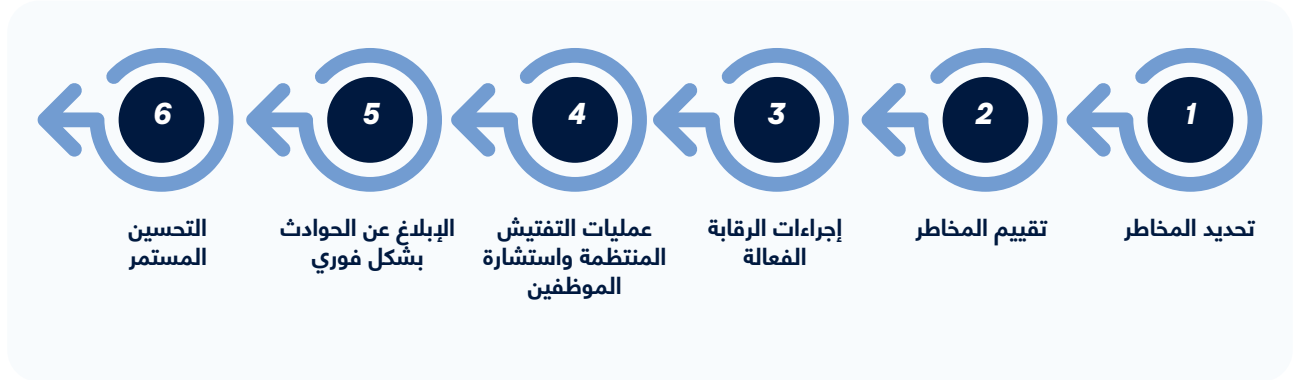 1
تحديد المخاطر
2
تقييم المخاطر
3
إجراءات الرقابة
الفعالة
4
عمليات التفتيش
المنتظمة واستشارة
الموظفين
5
الإبلاغ عن الحوادث
بشكل فوري
6
التحسين
المستمر